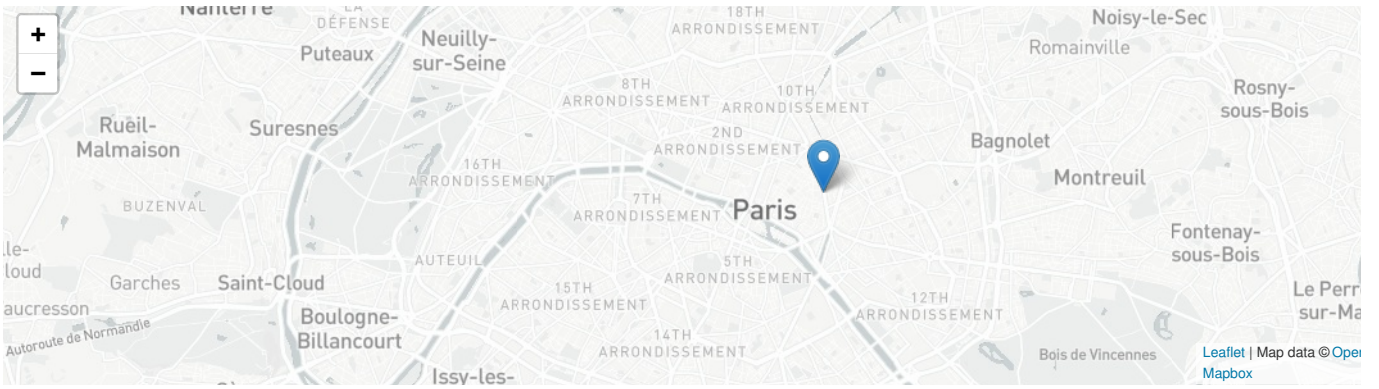 +
−
Nanterre
LA
DÉFENSE
Puteaux
Neuilly-
sur-Seine
18TH
ARRONDISSEMENT
Noisy-le-Sec
Romainville
8TH
ARRONDISSEMENT
10TH
ARRONDISSEMENT
Rosny-
sous-Bois
Rueil-
Malmaison
Suresnes
2ND
ARRONDISSEMENT
Bagnolet
16TH
ARRONDISSEMENT
Montreuil
BUZENVAL
7TH
ARRONDISSEMENT
Paris
Fontenay-
sous-Bois
lle-
loud
Garches
Saint-Cloud
AUTEUIL
5TH
ARRONDISSEMENT
15TH
ARRONDISSEMENT
12TH
ARRONDISSEMENT
Le Perr
sur-Ma
aucresson
Autoroute de Normandie
Boulogne-
Billancourt
14TH
ARRONDISSEMENT
Bois de Vincennes
Issy-les-
Leaflet | Map data © Oper
Mapbox